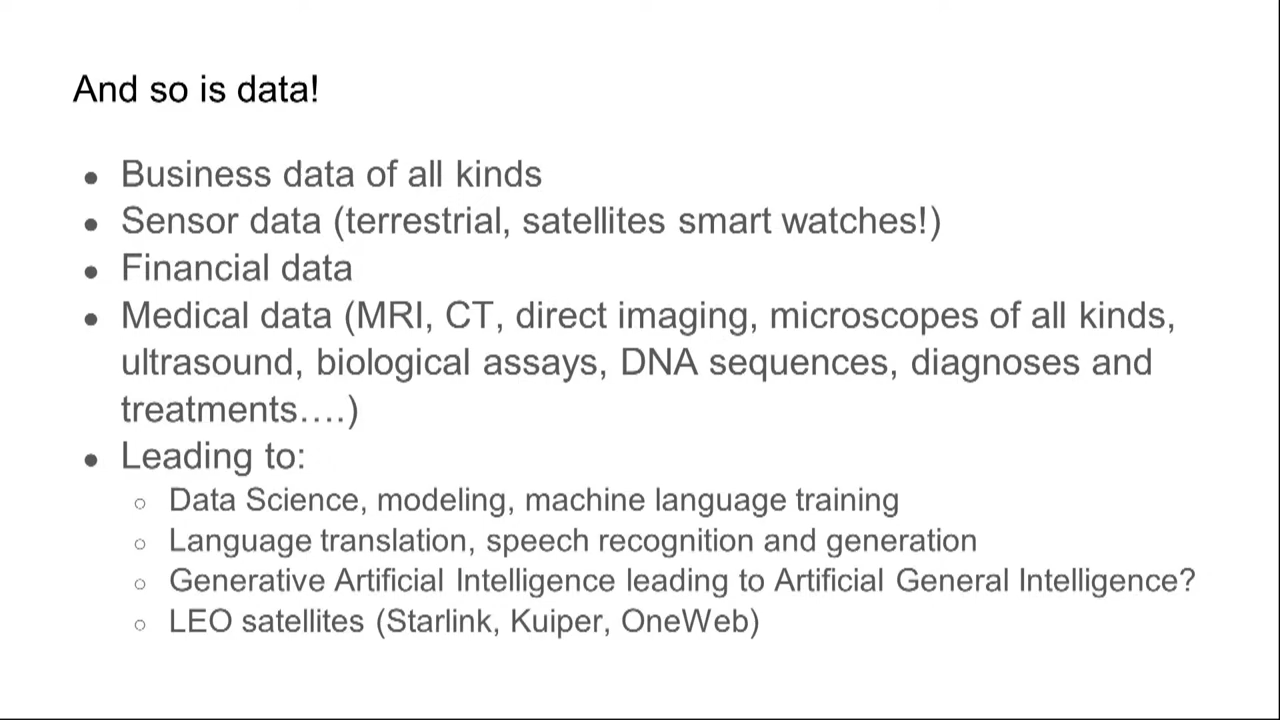 And so is data!
● Business data of all kinds
● Sensor data (terrestrial, satellites smart watches!)
● Financial data
● Medical data (MRI, CT, direct imaging, microscopes of all kinds,
ultrasound, biological assays, DNA sequences, diagnoses and
treatments….)
● Leading to:
○ Data Science, modeling, machine language training
○ Language translation, speech recognition and generation
○ Generative Artificial Intelligence leading to Artificial General Intelligence?
○ LEO satellites (Starlink, Kuiper, OneWeb)